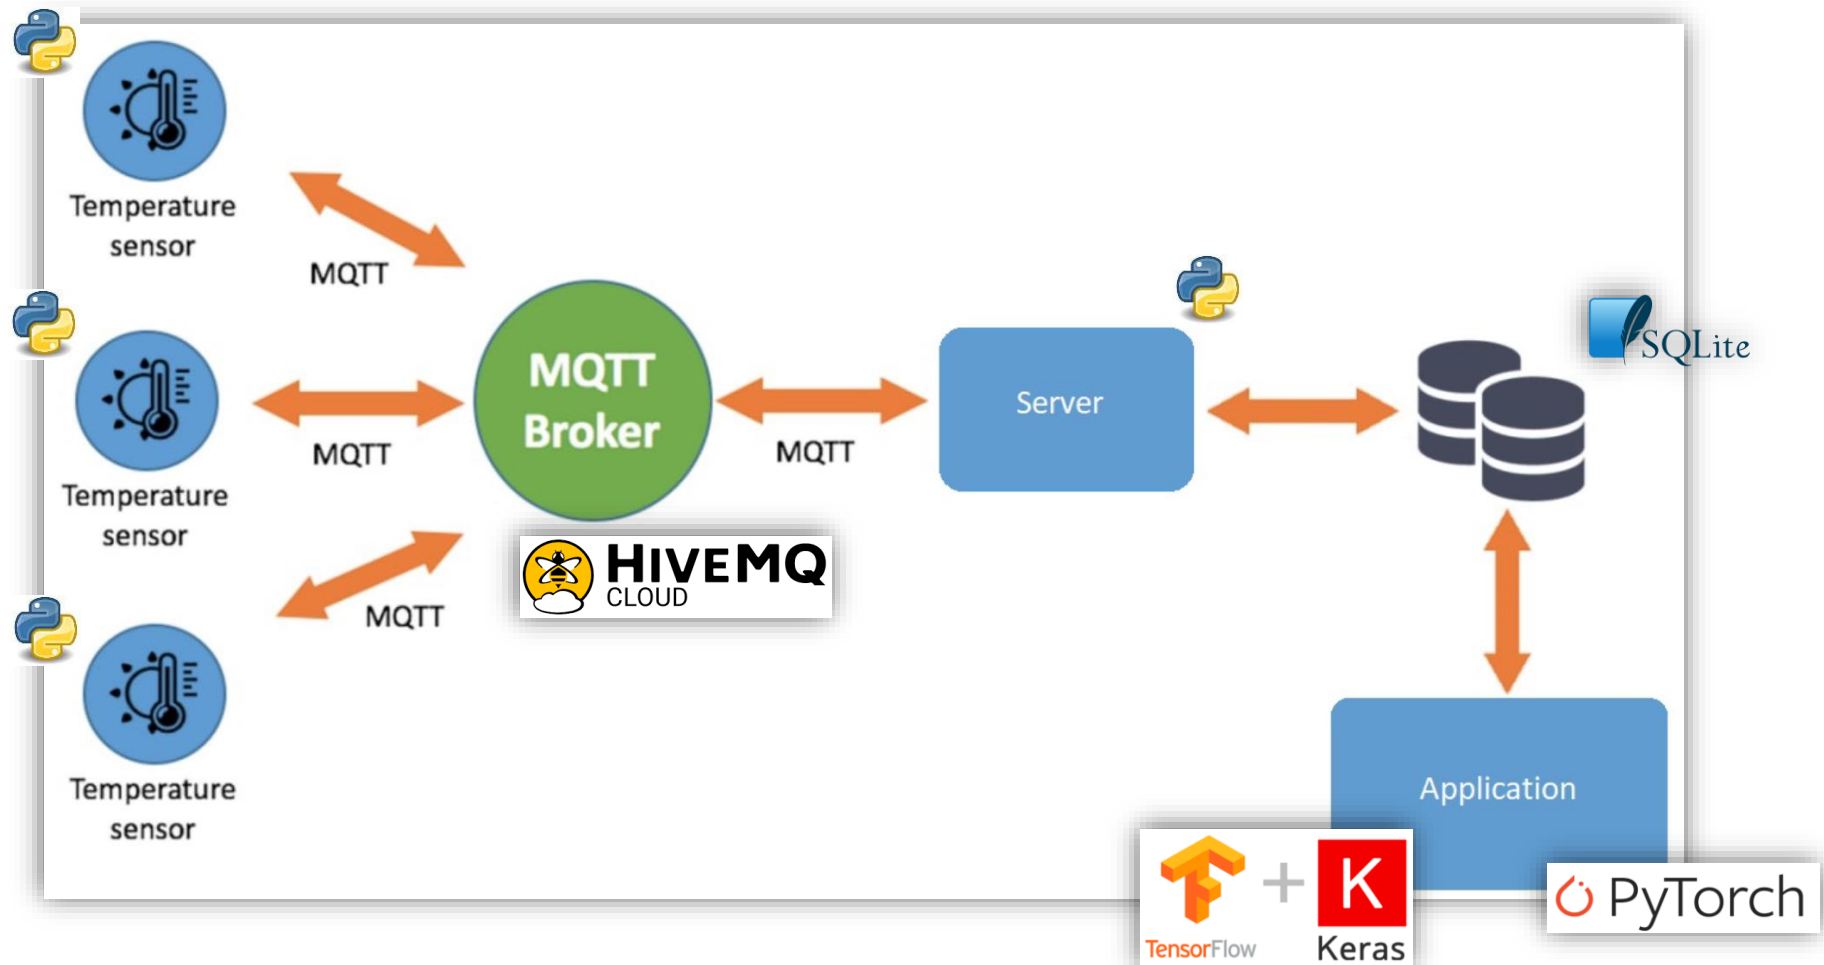 Temperature
sensor
MQTT
Temperature
sensor
MQTT
Temperature
sensor
MQTT
MQTT
Broker
HIVEMQ
CLOUD
MQTT
Server
SQLite
Application
TensorFlow
+
K
Keras
PyTorch